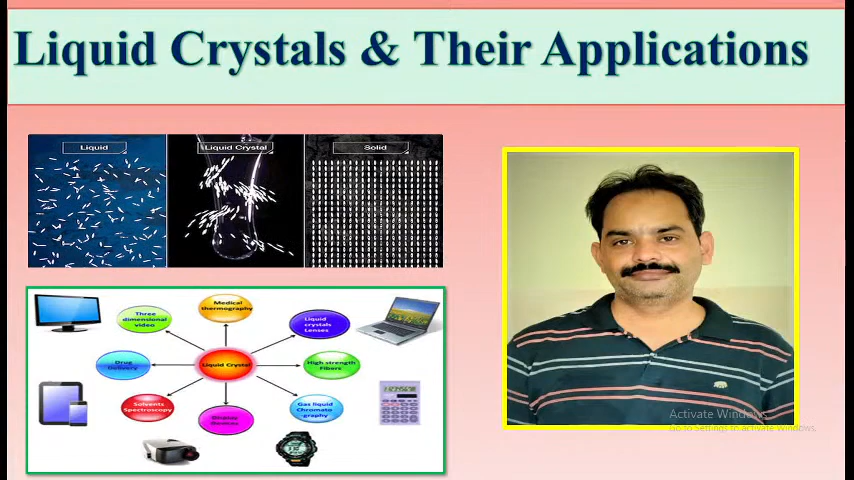 Liquid Crystals & Their Applications
Liquid
Liquid Crystal
Solid
Three
dimensional
video
Medical
thermography
Liquid
crystals
Lenses
Drug
Delivery
Liquid Crystal
High strength
Fibers
Solvents
Spectroscopy
Display
Devices
Gas liquid
Chromato
graphy
Activate Windows
Go to Settings to activate Windows.